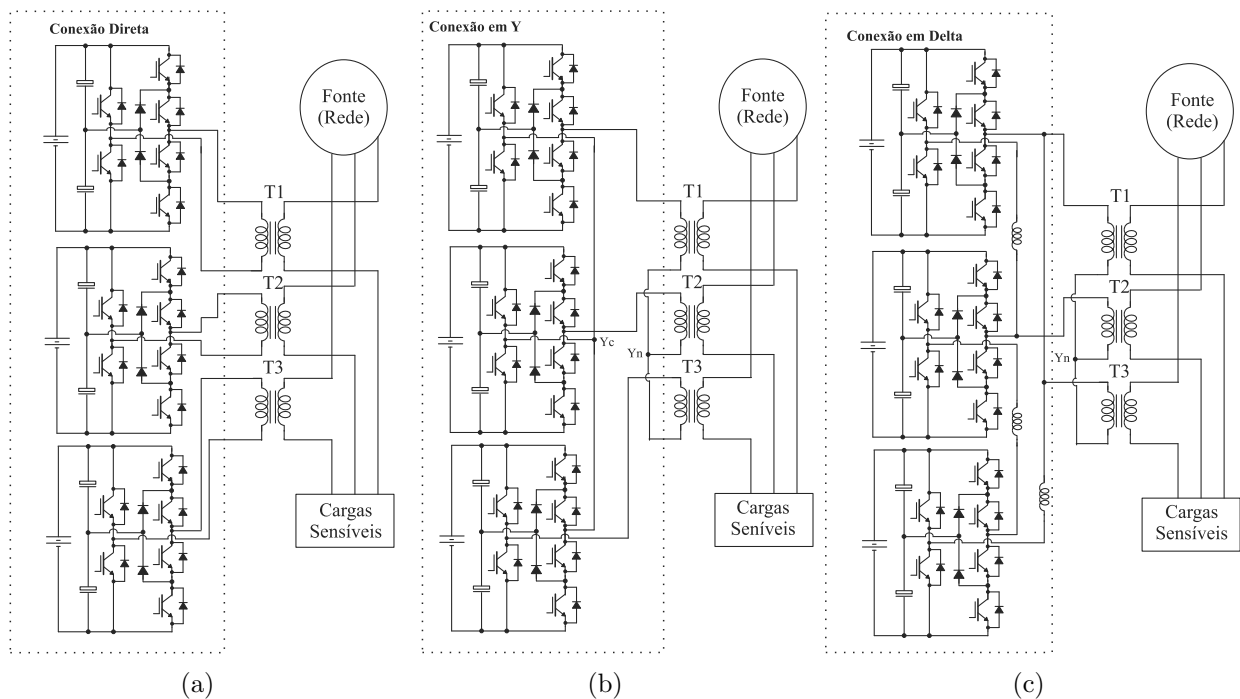 Conexão Direta
Fonte
(Rede)
T1
T2
T3
Cargas
Sensíveis
(a)
Conexão em Y
Fonte
(Rede)
T1
T2
Yc
Yn
T3
Cargas
Sensíveis
(b)
Conexão em Delta
Fonte
(Rede)
T1
T2
Yn
T3
Cargas
Sensíveis
(c)